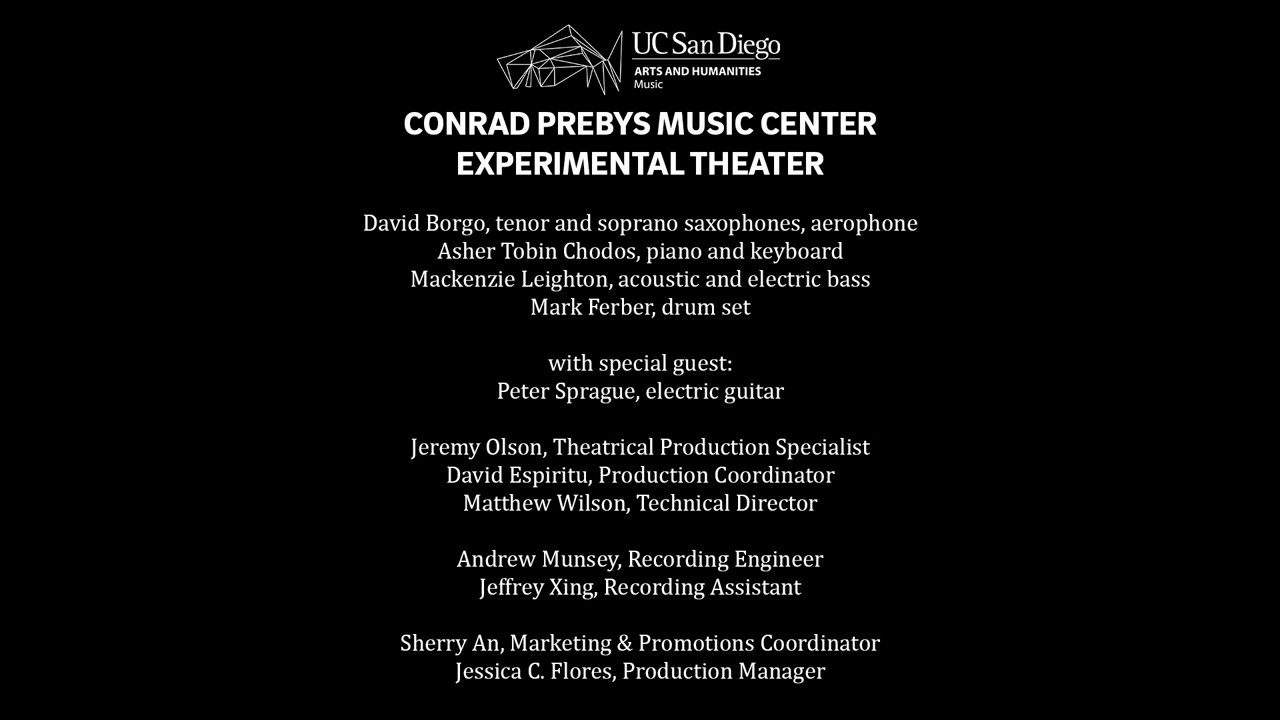 UC San Diego
ARTS AND HUMANITIES
Music
CONRAD PREBYS MUSIC CENTER
EXPERIMENTAL THEATER
David Borgo, tenor and soprano saxophones, aerophone
Asher Tobin Chodos, piano and keyboard
Mackenzie Leighton, acoustic and electric bass
Mark Ferber, drum set
with special guest:
Peter Sprague, electric guitar
Jeremy Olson, Theatrical Production Specialist
David Espiritu, Production Coordinator
Matthew Wilson, Technical Director
Andrew Munsey, Recording Engineer
Jeffrey Xing, Recording Assistant
Sherry An, Marketing & Promotions Coordinator
Jessica C. Flores, Production Manager